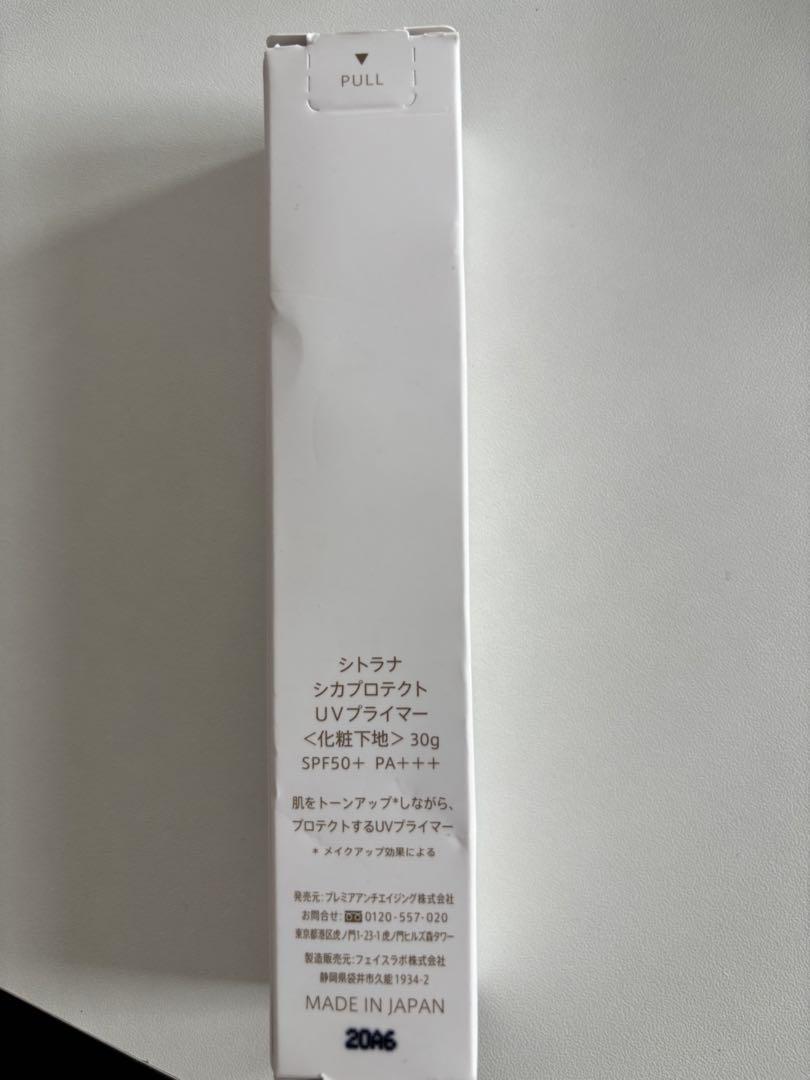 ▼
PULL
シトラナ
シカプロテクト
UVプライマー
＜化粧下地＞ 30g
SPF50＋ PA＋＋＋
肌をトーンアップ*しながら、
プロテクトするUVプライマー
* メイクアップ効果による
発売元：プレミアアンチエイジング株式会社
お問合せ： 0120-557-020
東京都港区虎ノ門1-23-1 虎ノ門ヒルズ森タワー
製造販売元：フェイスラボ株式会社
静岡県袋井市久能1934-2
MADE IN JAPAN
20A6